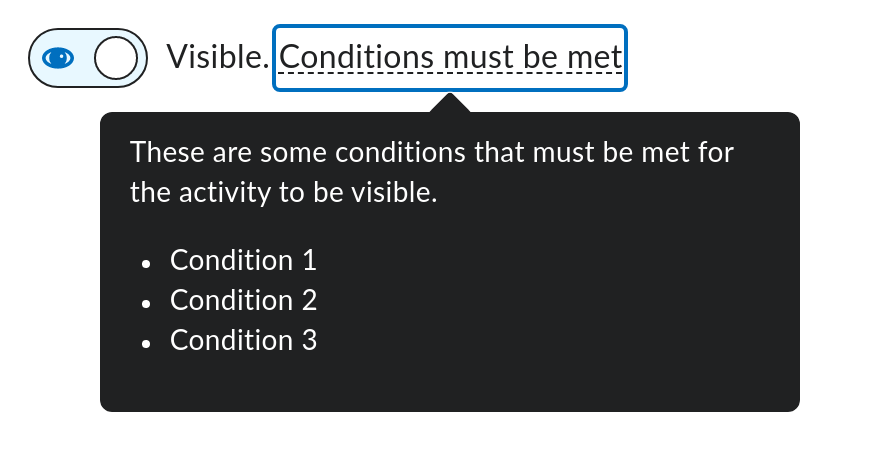 Visible. Conditions must be met
These are some conditions that must be met for
the activity to be visible.
• Condition 1
• Condition 2
• Condition 3